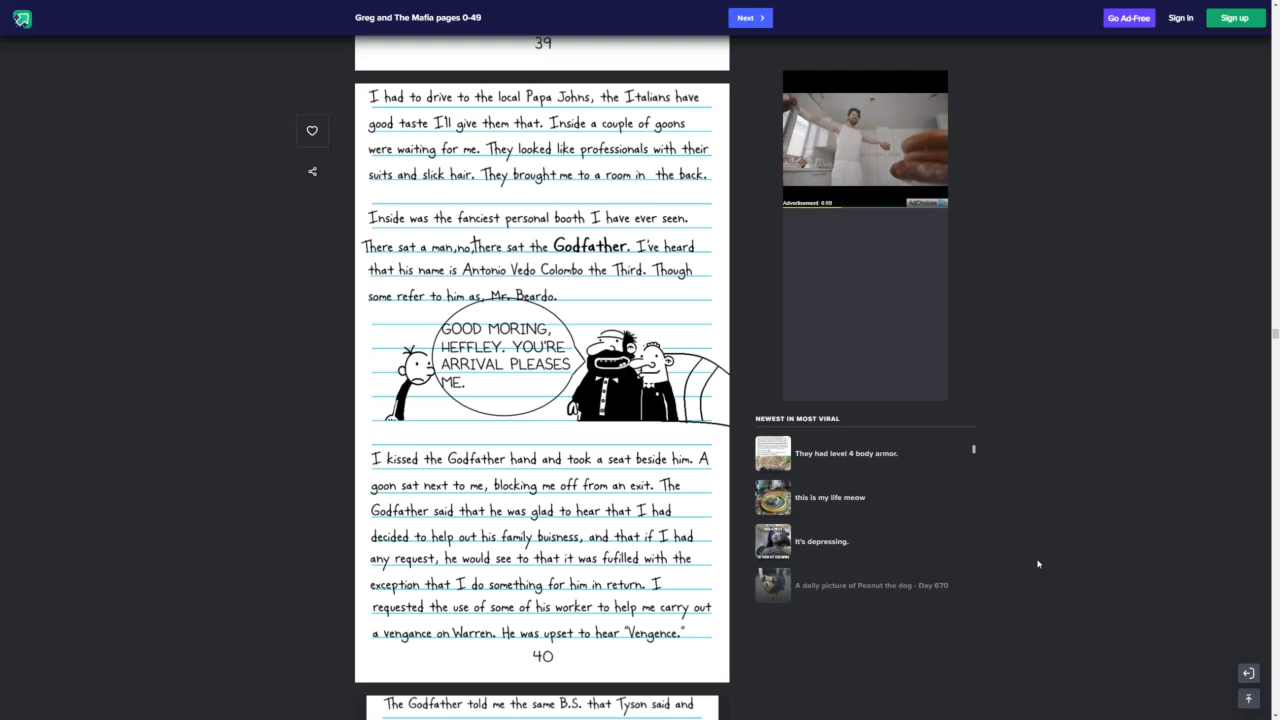 Greg and The Mafia pages 0-49
Next
Go Ad-Free
Sign in
Sign up
39
I had to drive to the local Papa Johns, the Italians have
good taste I'll give them that. Inside a couple of goons
were waiting for me. They looked like professionals with their
suits and slick hair. They brought me to a room in the back.
Inside was the fanciest personal booth I have ever seen.
There sat a man,no,there sat the Godfather. I've heard
that his name is Antonio Vedo Colombo the Third. Though
some refer to him as, Mr. Beardo.
GOOD MORING,
HEFFLEY. YOU'RE
ARRIVAL PLEASES
ME.
I kissed the Godfather hand and took a seat beside him. A
goon sat next to me, blocking me off from an exit. The
Godfather said that he was glad to hear that I had
decided to help out his family buisness, and that if I had
any request, he would see to that it was fufilled with the
exception that I do something for him in return. I
requested the use of some of his worker to help me carry out
a vengance on Warren. He was upset to hear "Vengence."
40
The Godfather told me the same B.S. that Tyson said and
Advertisement 0:09
AdChoices
NEWEST IN MOST VIRAL
They had level 4 body armor.
this is my life meow
It's depressing.
A daily picture of Peanut the dog - Day 670